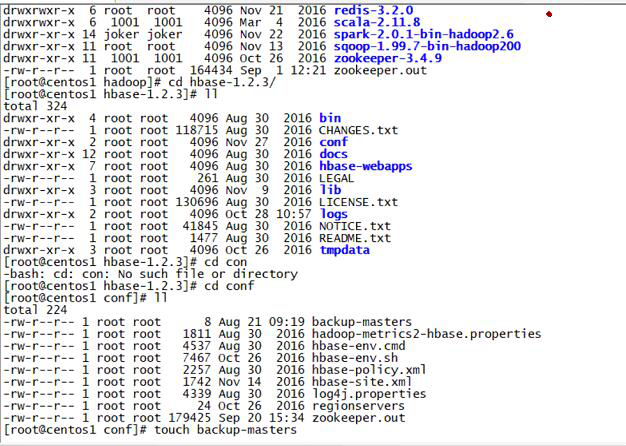 drwxrwxr-x 6 root root 4096 Nov 21 2016 redis-3.2.0
drwxrwxr-x 6 1001 1001 4096 Mar 4 2016 scala-2.11.8
drwxr-xr-x 14 joker joker 4096 Nov 22 2016 spark-2.0.1-bin-hadoop2.6
drwxr-xr-x 11 root root 4096 Nov 13 2016 sqoop-1.99.7-bin-hadoop200
drwxr-xr-x 11 1001 1001 4096 Oct 26 2016 zookeeper-3.4.9
-rw-r--r-- 1 root root 164434 Sep 1 12:21 zookeeper.out
[root@centos1 hadoop]# cd hbase-1.2.3/
[root@centos1 hbase-1.2.3]# ll
total 324
drwxr-xr-x 4 root root 4096 Aug 30 2016 bin
-rw-r--r-- 1 root root 118715 Aug 30 2016 CHANGES.txt
drwxr-xr-x 2 root root 4096 Nov 27 2016 conf
drwxr-xr-x 12 root root 4096 Aug 30 2016 docs
drwxr-xr-x 7 root root 4096 Aug 30 2016 hbase-webapps
-rw-r--r-- 1 root root 261 Aug 30 2016 LEGAL
drwxr-xr-x 3 root root 4096 Nov 9 2016 lib
-rw-r--r-- 1 root root 130696 Aug 30 2016 LICENSE.txt
drwxr-xr-x 2 root root 4096 Oct 28 10:57 logs
-rw-r--r-- 1 root root 41845 Aug 30 2016 NOTICE.txt
-rw-r--r-- 1 root root 1477 Aug 30 2016 README.txt
drwxr-xr-x 3 root root 4096 Oct 26 2016 tmpdata
[root@centos1 hbase-1.2.3]# cd con
-bash: cd: con: No such file or directory
[root@centos1 hbase-1.2.3]# cd conf
[root@centos1 conf]# ll
total 224
-rw-r--r-- 1 root root 8 Aug 21 09:19 backup-masters
-rw-r--r-- 1 root root 1811 Aug 30 2016 hadoop-metrics2-hbase.properties
-rw-r--r-- 1 root root 4537 Aug 30 2016 hbase-env.cmd
-rw-r--r-- 1 root root 7467 Oct 26 2016 hbase-env.sh
-rw-r--r-- 1 root root 2257 Aug 30 2016 hbase-policy.xml
-rw-r--r-- 1 root root 1742 Nov 14 2016 hbase-site.xml
-rw-r--r-- 1 root root 4339 Aug 30 2016 log4j.properties
-rw-r--r-- 1 root root 24 Oct 26 2016 regionservers
-rw-r--r-- 1 root root 179425 Sep 20 15:34 zookeeper.out
[root@centos1 conf]# touch backup-masters